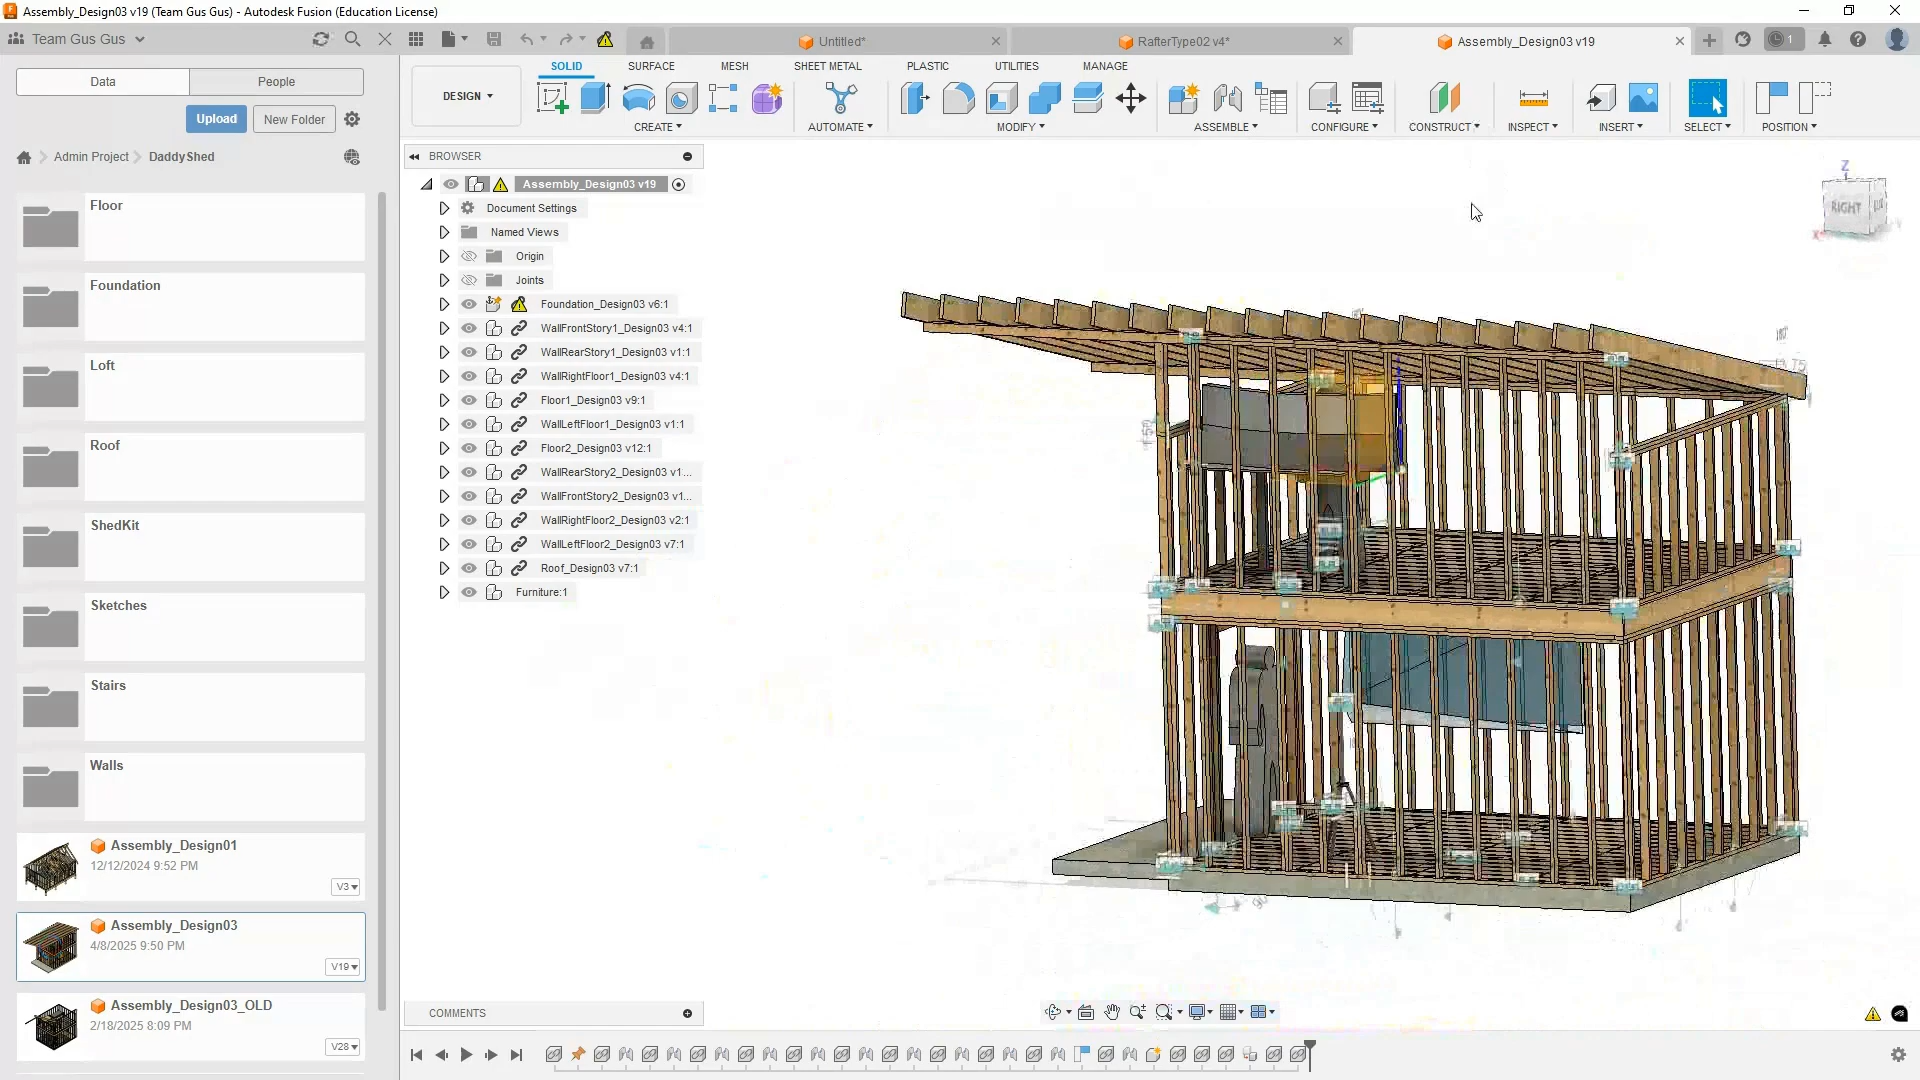 Assembly_Design03 v19 (Team Gus Gus) - Autodesk Fusion (Education License)
Team Gus Gus
Untitled*
RafterType02 v4*
Assembly_Design03 v19
1
Data
People
Upload
New Folder
Admin Project
DaddyShed
DESIGN
SOLID
SURFACE
MESH
SHEET METAL
PLASTIC
UTILITIES
MANAGE
CREATE
AUTOMATE
MODIFY
ASSEMBLE
CONFIGURE
CONSTRUCT
INSPECT
INSERT
SELECT
POSITION
Floor
Foundation
Loft
Roof
ShedKit
Sketches
Stairs
Walls
Assembly_Design01
12/12/2024 9:52 PM
V3
Assembly_Design03
4/8/2025 9:50 PM
V19
Assembly_Design03_OLD
2/18/2025 8:09 PM
V28
BROWSER
Assembly_Design03 v19
Document Settings
Named Views
Origin
Joints
Foundation_Design03 v6:1
WallFrontStory1_Design03 v4:1
WallRearStory1_Design03 v1:1
WallRightFloor1_Design03 v4:1
Floor1_Design03 v9:1
WallLeftFloor1_Design03 v1:1
Floor2_Design03 v12:1
WallRearStory2_Design03 v1...
WallFrontStory2_Design03 v1...
WallRightFloor2_Design03 v2:1
WallLeftFloor2_Design03 v7:1
Roof_Design03 v7:1
Furniture:1
Z
RIGHT
COMMENTS